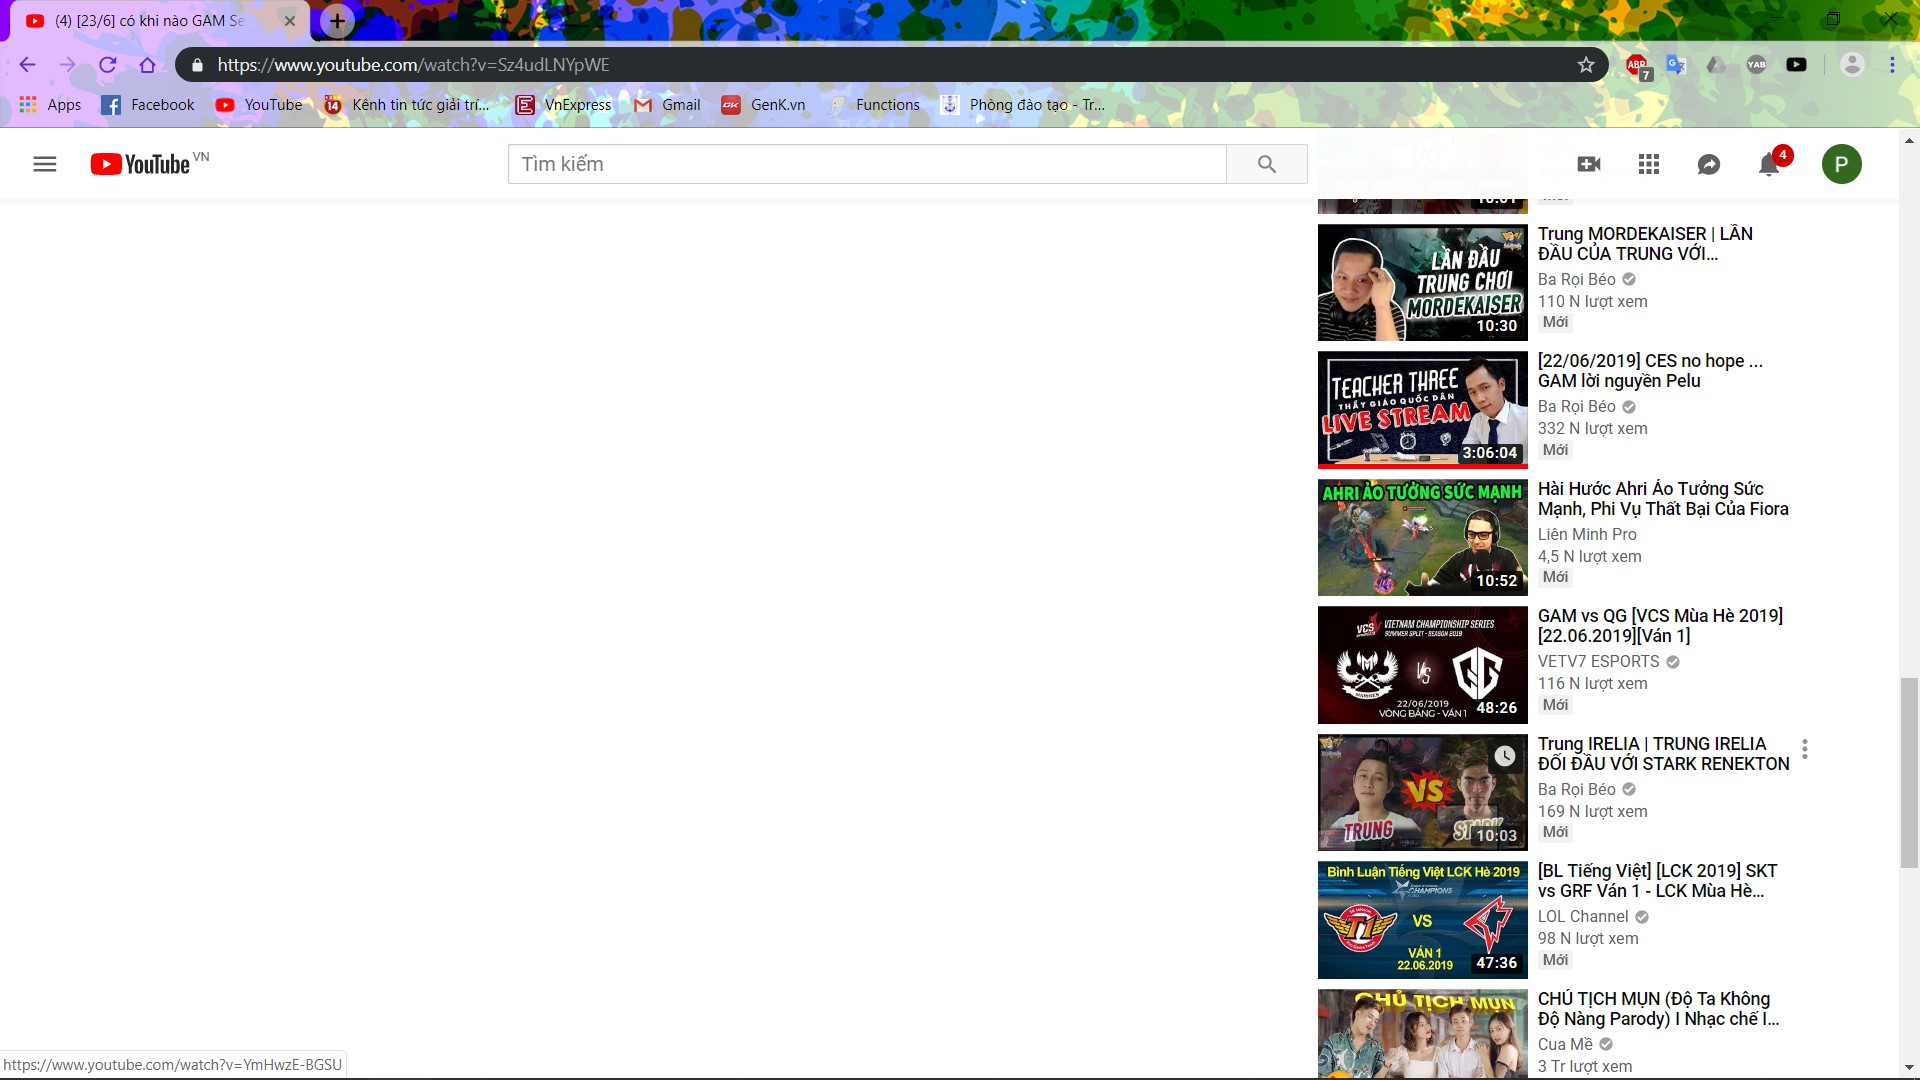 (4) [23/6] có khi nào GAM Se
https://www.youtube.com/watch?v=Sz4udLNYpWE
ABP
7
YAB
Apps
Facebook
YouTube
14
Kênh tin tức giải trí...
E
VnExpress
Gmail
GK
GenK.vn
Functions
Phòng đào tạo - Tr...
YouTube VN
Tìm kiếm
4
P
LẦN ĐẦU
TRUNG CHƠI
MORDEKAISER
10:30
Trung MORDEKAISER | LẦN
ĐẦU CỦA TRUNG VỚI...
Ba Rọi Béo
110 N lượt xem
Mới
TEACHER THREE
THẦY GIÁO QUỐC DÂN
LIVE STREAM
3:06:04
[22/06/2019] CES no hope ...
GAM lời nguyền Pelu
Ba Rọi Béo
332 N lượt xem
Mới
AHRI ẢO TƯỞNG SỨC MẠNH
10:52
Hài Hước Ahri Áo Tưởng Sức
Mạnh, Phi Vụ Thất Bại Của Fiora
Liên Minh Pro
4,5 N lượt xem
Mới
VCS
VIETNAM CHAMPIONSHIP SERIES
SUMMER SPLIT - SEASON 2019
VS
22/06/2019
VÒNG BẢNG - VÁN 1
48:26
GAM vs QG [VCS Mùa Hè 2019]
[22.06.2019][Ván 1]
VETV7 ESPORTS
116 N lượt xem
Mới
VS
TRUNG
STARK
10:03
Trung IRELIA | TRUNG IRELIA
ĐỐI ĐẦU VỚI STARK RENEKTON
Ba Rọi Béo
169 N lượt xem
Mới
Bình Luận Tiếng Việt LCK Hè 2019
CHAMPIONS
T1
VS
VÁN 1
22.06.2019
47:36
[BL Tiếng Việt] [LCK 2019] SKT
vs GRF Ván 1 - LCK Mùa Hè...
LOL Channel
98 N lượt xem
Mới
CHỦ TỊCH MỤN
CHỦ TỊCH MỤN (Độ Ta Không
Độ Nàng Parody) I Nhạc chế I...
Cua Mề
3 Tr lượt xem
https://www.youtube.com/watch?v=YmHwzE-BGSU